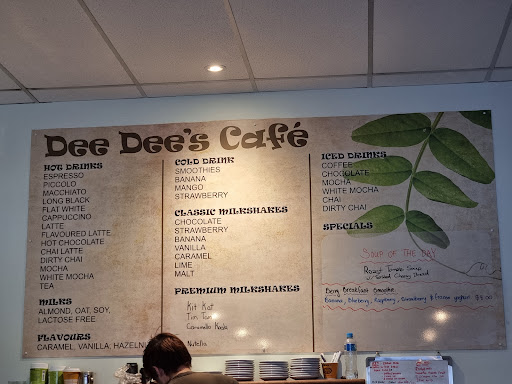 Dee Dee's Café
HOT DRINKS
ESPRESSO
PICCOLO
MACCHIATO
LONG BLACK
FLAT WHITE
CAPPUCCINO
LATTE
FLAVOURED LATTE
HOT CHOCOLATE
CHAI LATTE
DIRTY CHAI
MOCHA
WHITE MOCHA
TEA
MILKS
ALMOND, OAT, SOY,
LACTOSE FREE
FLAVOURS
CARAMEL, VANILLA, HAZELNUT
COLD DRINK
SMOOTHIES
BANANA
MANGO
STRAWBERRY
CLASSIC MILKSHAKES
CHOCOLATE
STRAWBERRY
BANANA
VANILLA
CARAMEL
LIME
MALT
PREMIUM MILKSHAKES
Kit Kat
Tim Tam
Caramello Koala
Nutella
ICED DRINKS
COFFEE
CHOCOLATE
MOCHA
WHITE MOCHA
CHAI
DIRTY CHAI
SPECIALS
SOUP OF THE DAY
Roast Tomato Soup
Cheesy Bread
Berry Breakfast Smoothie
Banana, Blueberry, Raspberry, Strawberry &